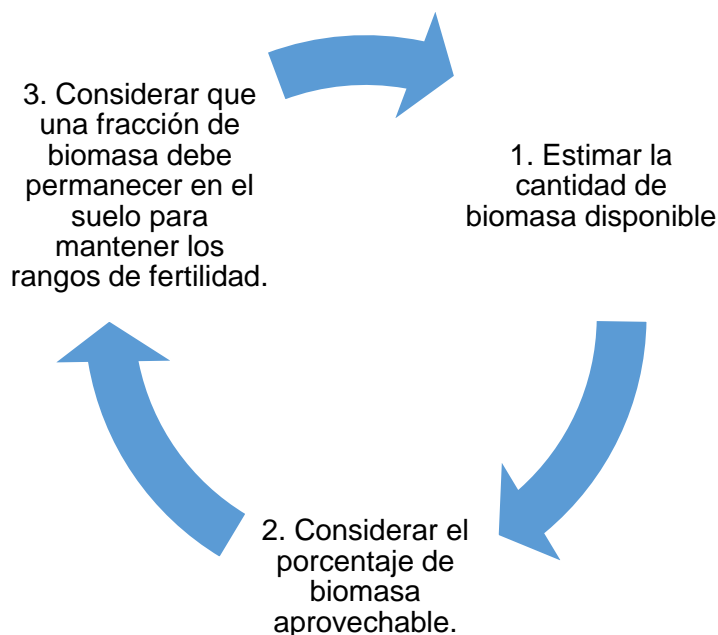 1. Estimar la
cantidad de
biomasa disponible
2. Considerar el
porcentaje de
biomasa
aprovechable.
3. Considerar que
una fracción de
biomasa debe
permanecer en el
suelo para
mantener los
rangos de fertilidad.